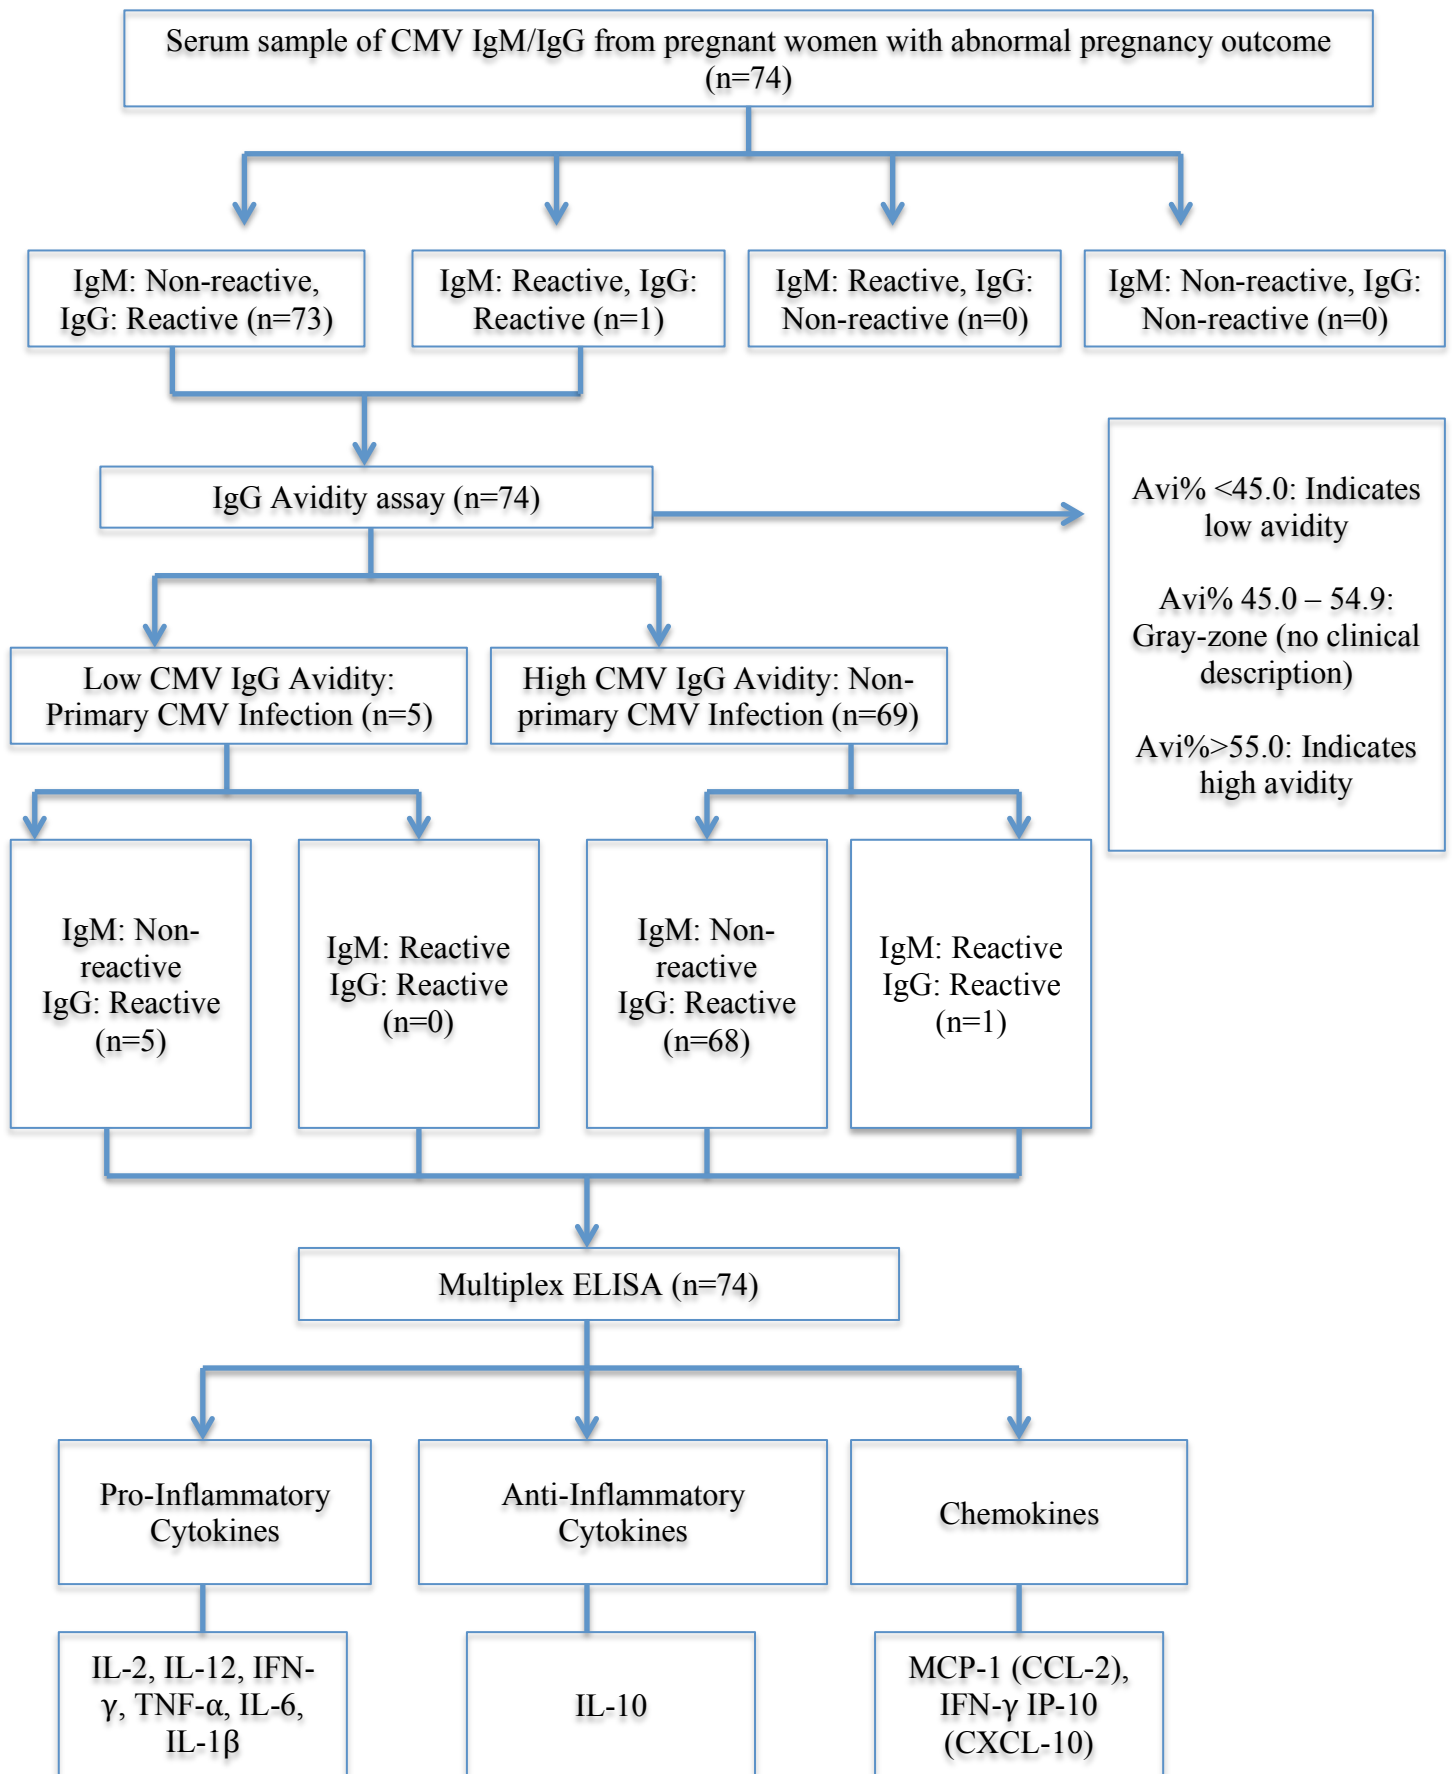 Serum sample of CMV IgM/IgG from pregnant women with abnormal pregnancy outcome
(n=74)
IgM: Non-reactive,
IgG: Reactive (n=73)
IgM: Reactive, IgG:
Reactive (n=1)
IgM: Reactive, IgG:
Non-reactive (n=0)
IgM: Non-reactive, IgG:
Non-reactive (n=0)
IgG Avidity assay (n=74)
Avi% <45.0: Indicates
low avidity
Avi% 45.0 – 54.9:
Gray-zone (no clinical
description)
Avi%>55.0: Indicates
high avidity
Low CMV IgG Avidity:
Primary CMV Infection (n=5)
High CMV IgG Avidity: Non-
primary CMV Infection (n=69)
IgM: Non-
reactive
IgG: Reactive
(n=5)
IgM: Reactive
IgG: Reactive
(n=0)
IgM: Non-
reactive
IgG: Reactive
(n=68)
IgM: Reactive
IgG: Reactive
(n=1)
Multiplex ELISA (n=74)
Pro-Inflammatory
Cytokines
Anti-Inflammatory
Cytokines
Chemokines
IL-2, IL-12, IFN-
γ, TNF-α, IL-6,
IL-1β
IL-10
MCP-1 (CCL-2),
IFN-γ IP-10
(CXCL-10)